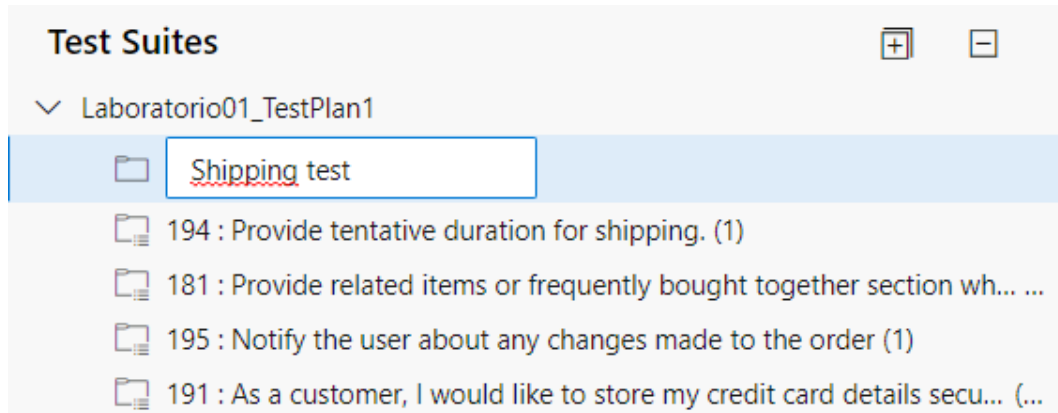 Test Suites
Laboratorio01_TestPlan1
Shipping test
194 : Provide tentative duration for shipping. (1)
181 : Provide related items or frequently bought together section wh... ...
195 : Notify the user about any changes made to the order (1)
191 : As a customer, I would like to store my credit card details secu... (...